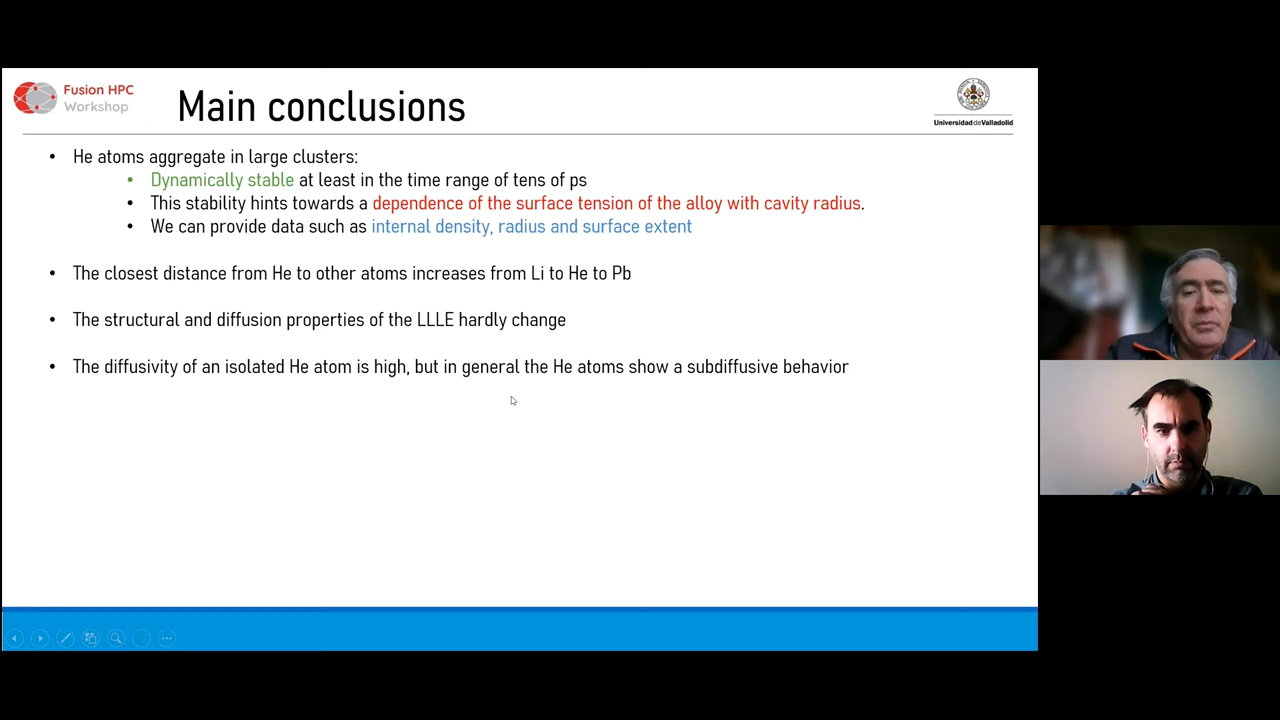 Fusion HPC
Workshop
Main conclusions
Universidad de Valladolid
• He atoms aggregate in large clusters:
• Dynamically stable at least in the time range of tens of ps
• This stability hints towards a dependence of the surface tension of the alloy with cavity radius.
• We can provide data such as internal density, radius and surface extent
• The closest distance from He to other atoms increases from Li to He to Pb
• The structural and diffusion properties of the LLLE hardly change
• The diffusivity of an isolated He atom is high, but in general the He atoms show a subdiffusive behavior